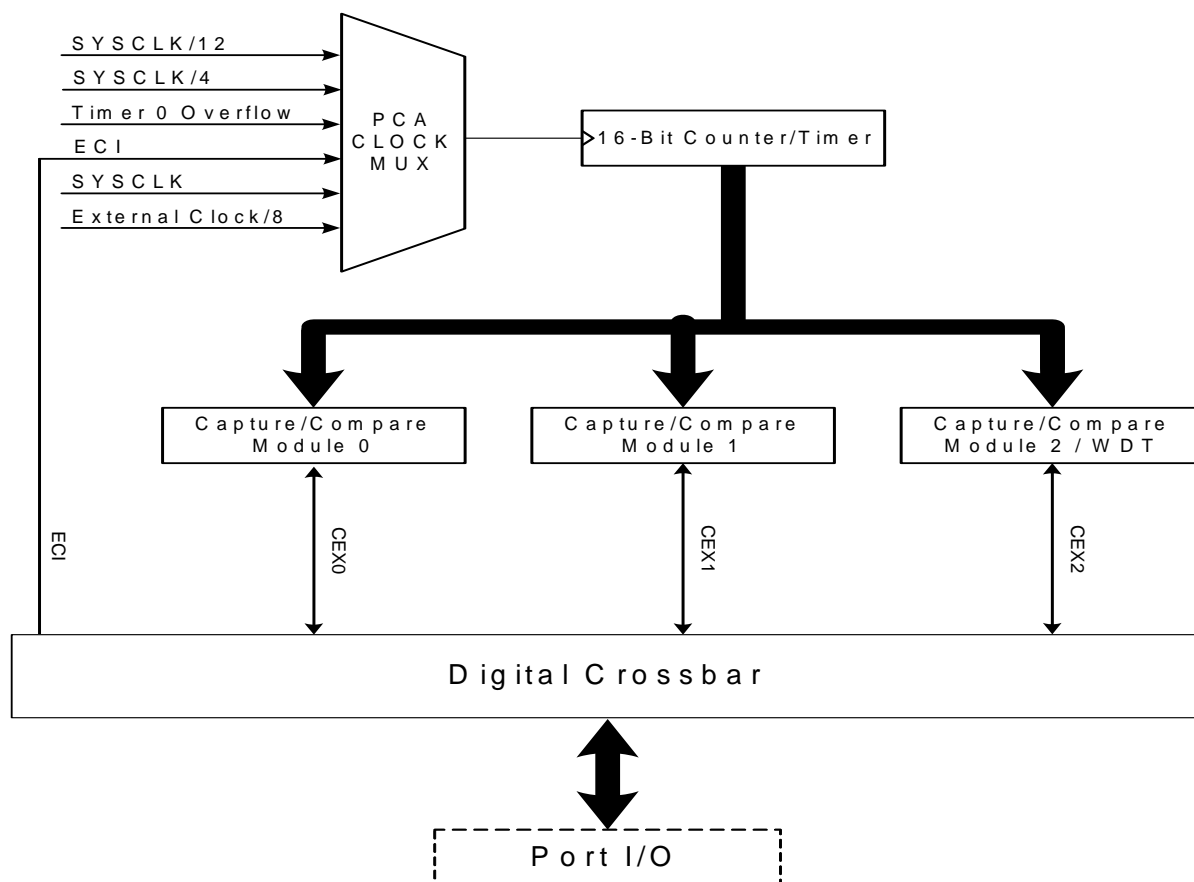 SYSCLK/12
SYSCLK/4
Timer 0 Overflow
ECI
SYSCLK
External Clock/8
PCA
CLOCK
MUX
16-Bit Counter/Timer
Capture/Compare
Module 0
Capture/Compare
Module 1
Capture/Compare
Module 2 / WDT
ECI
CEX0
CEX1
CEX2
Digital Crossbar
Port I/O